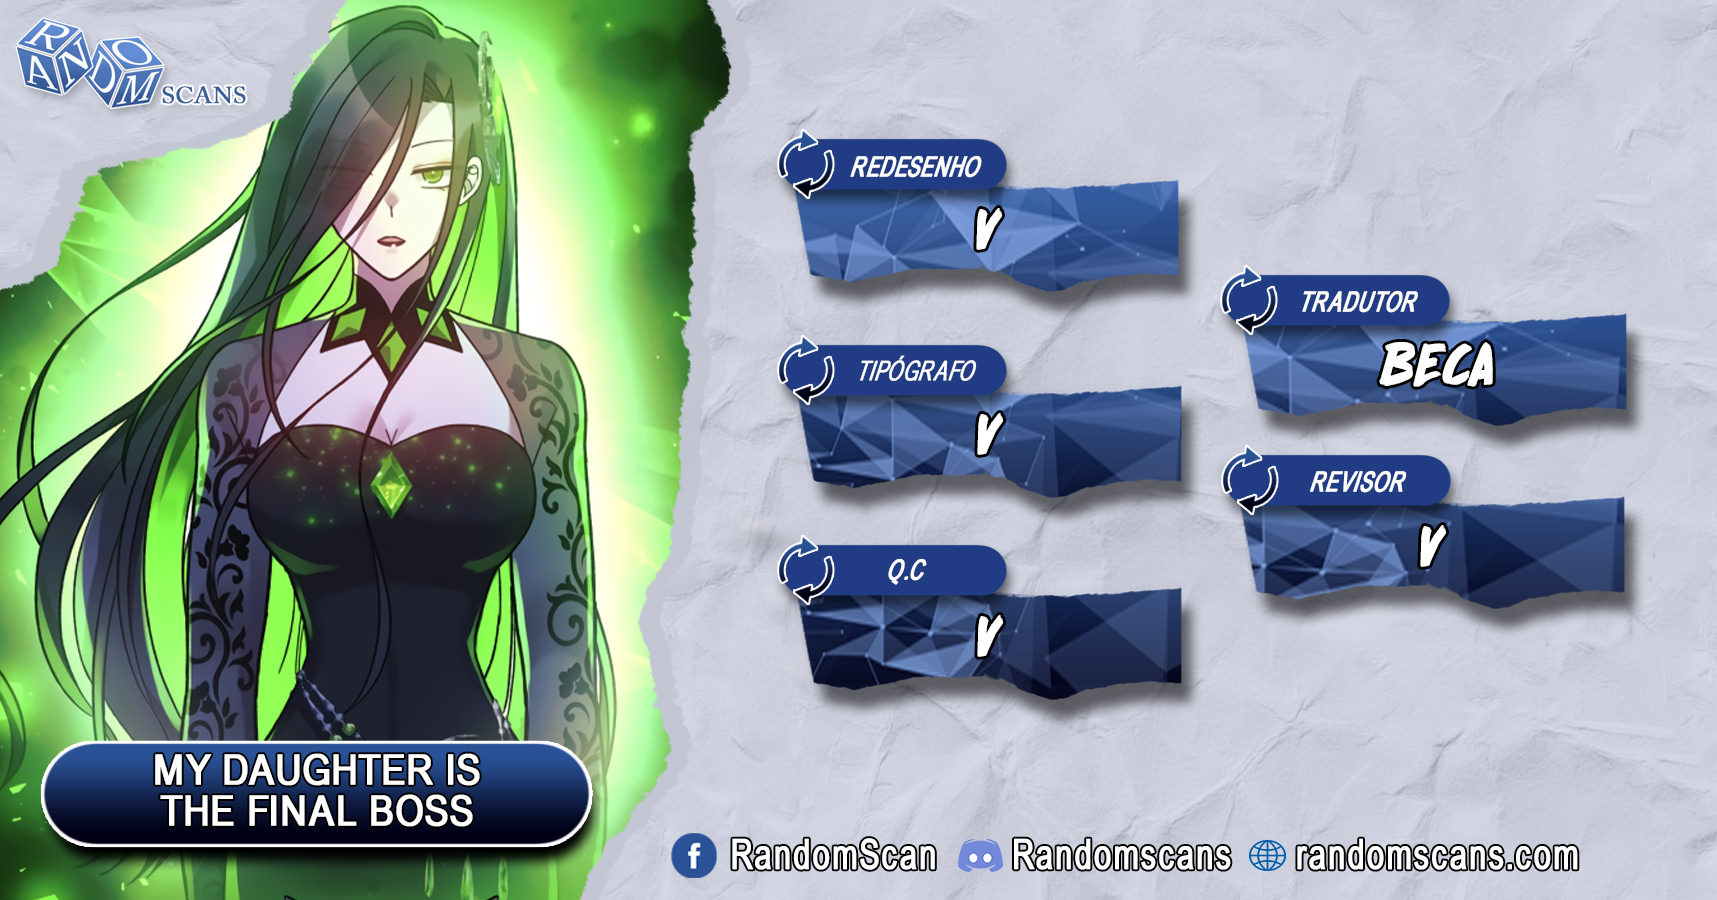 RANDOM SCANS
REDESENHO
V
TIPÓGRAFO
V
Q.C
V
TRADUTOR
BECA
REVISOR
V
MY DAUGHTER IS
THE FINAL BOSS
RandomScan
Randomscans
randomscans.com